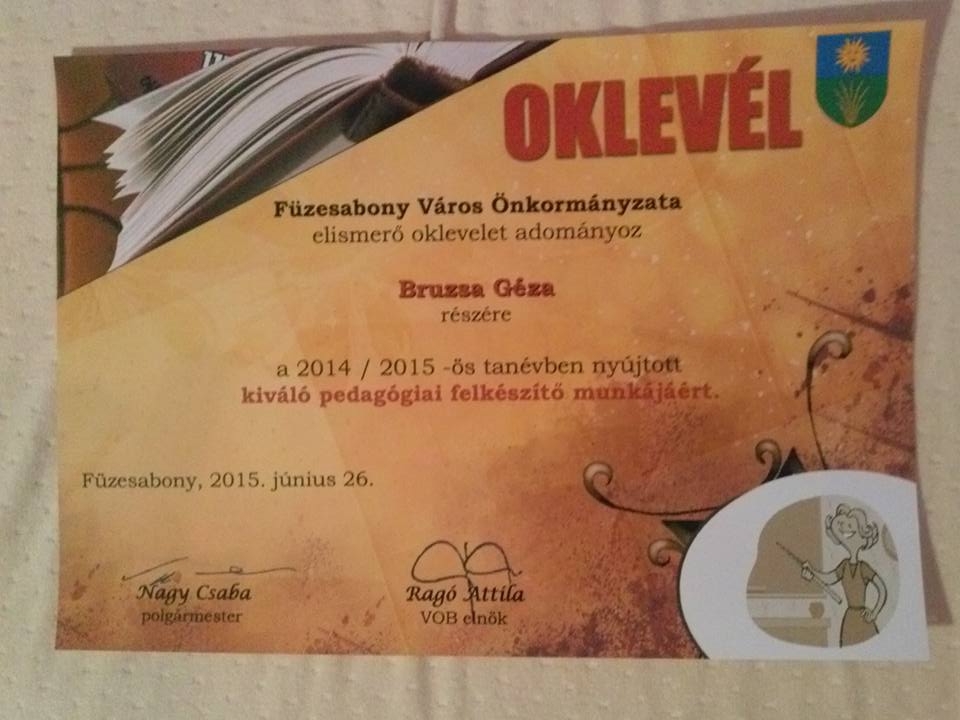 OKLEVÉL
Füzesabony Város Önkormányzata
elismerő oklevelet adományoz
Bruzsa Géza
részére
a 2014 / 2015 -ös tanévben nyújtott
kiváló pedagógiai felkészítő munkájáért.
Füzesabony, 2015. június 26.
Nagy Csaba
polgármester
Ragó Attila
VOB elnök